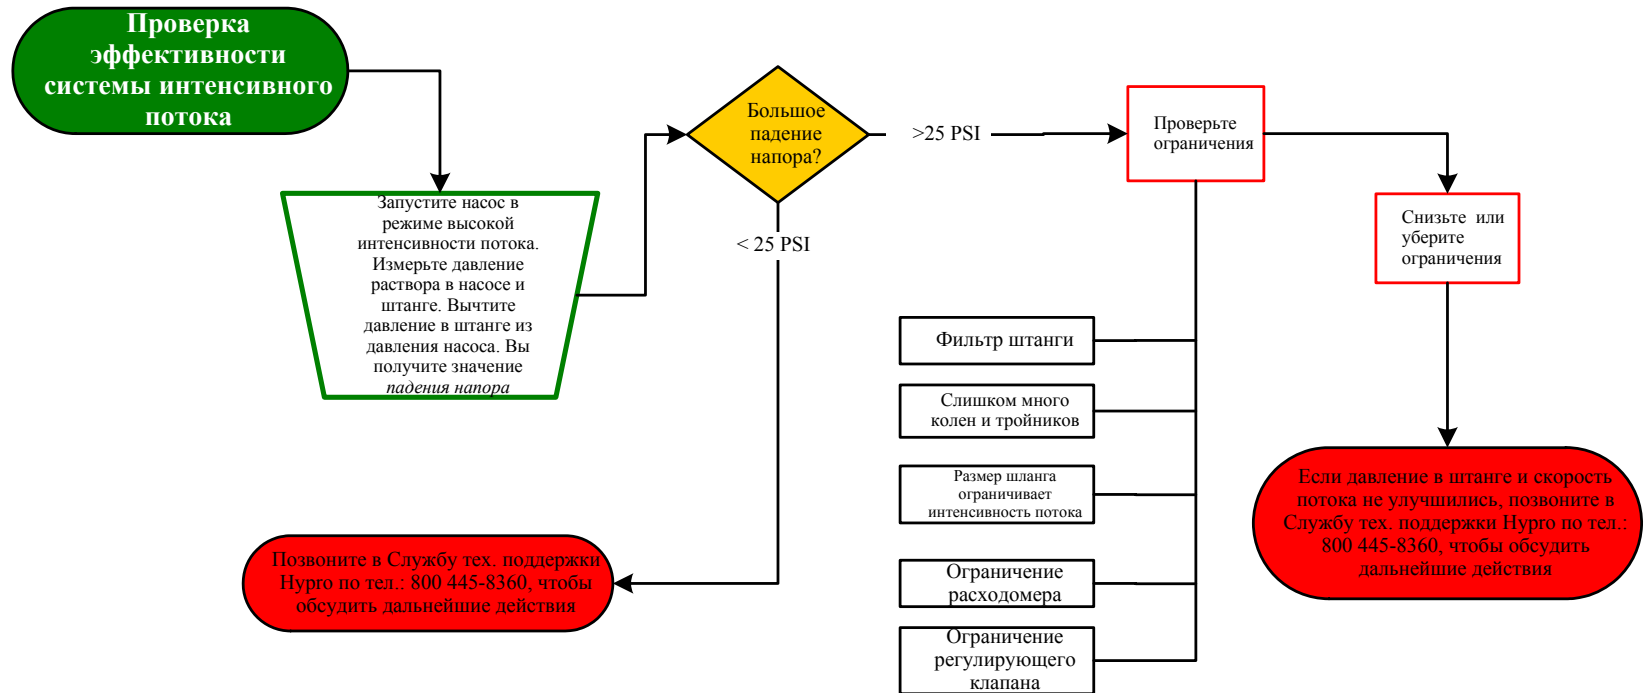 Проверка
эффективности
системы интенсивного
потока
Запустите насос в
режиме высокой
интенсивности потока.
Измерьте давление
раствора в насосе и
штанге. Вычтите
давление в штанге из
давления насоса. Вы
получите значение
падения напора
Большое
падение
напора?
>25 PSI
< 25 PSI
Проверьте
ограничения
Снизьте или
уберите
ограничения
Фильтр штанги
Слишком много
колен и тройников
Размер шланга
ограничивает
интенсивность потока
Ограничение
расходомера
Ограничение
регулирующего
клапана
Позвоните в Службу тех. поддержки
Hypro по тел.: 800 445-8360, чтобы
обсудить дальнейшие действия
Если давление в штанге и скорость
потока не улучшились, позвоните в
Службу тех. поддержки Hypro по тел.:
800 445-8360, чтобы обсудить
дальнейшие действия